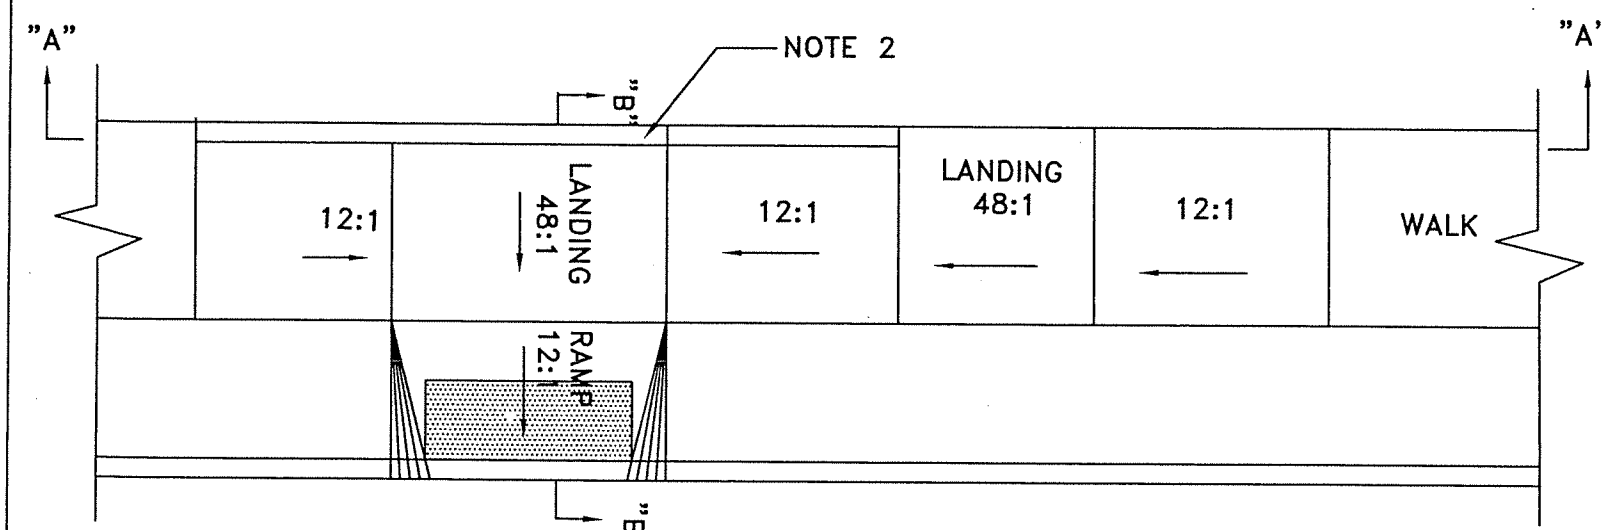 "A"
"A'
NOTE 2
"B"
LANDING
48:1
12:1
LANDING
48:1
12:1
12:1
WALK
RAMP
12:1